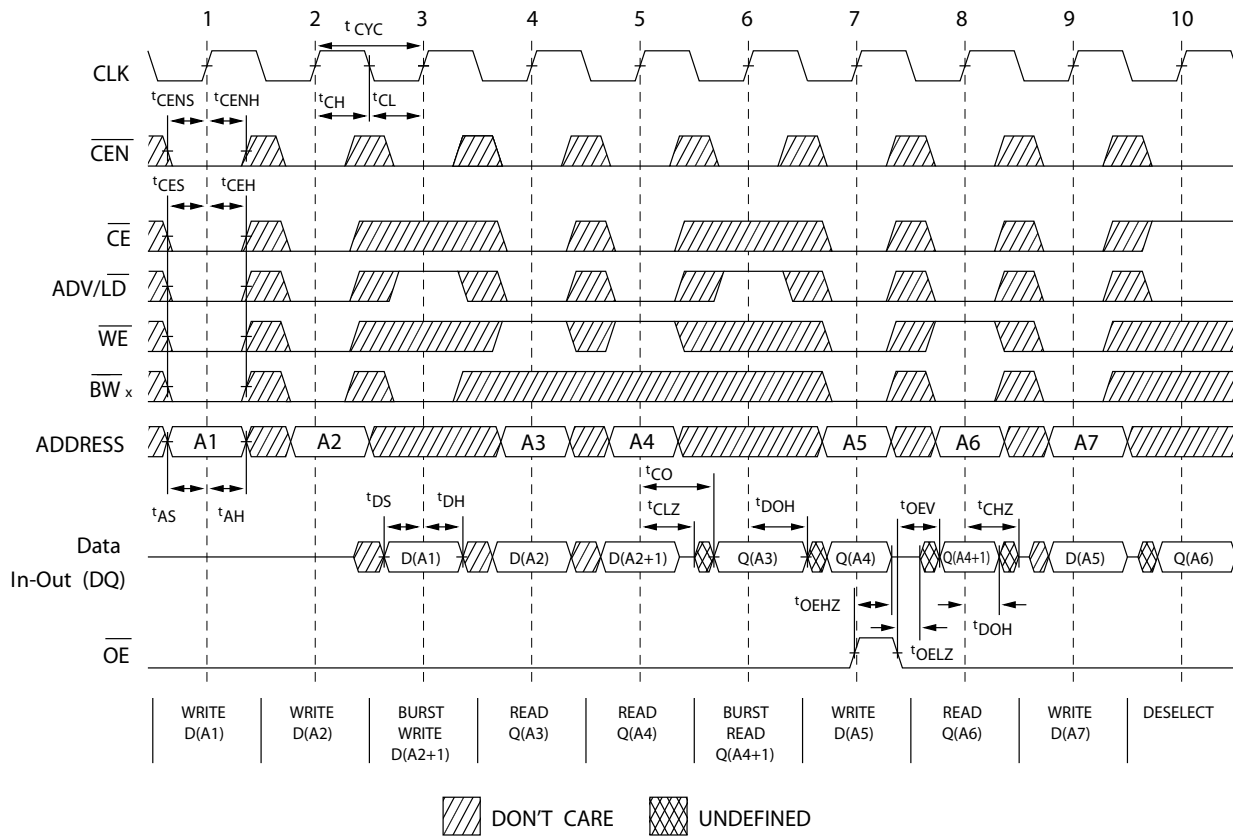 1 2 3 4 5 6 7 8 9 10
t CYC
CLK
tCENS tCENH tCH tCL
CEN
tCES tCEH
CE
ADV/LD
WE
BW x
ADDRESS A1 A2 A3 A4 A5 A6 A7
tCO
tAS tAH tDS tDH tCLZ tDOH tOEV tCHZ
Data
In-Out (DQ)
D(A1) D(A2) D(A2+1) Q(A3) Q(A4) Q(A4+1) D(A5) Q(A6)
tOEHZ tDOH
tOELZ
OE
WRITE
D(A1)
WRITE
D(A2)
BURST
WRITE
D(A2+1)
READ
Q(A3)
READ
Q(A4)
BURST
READ
Q(A4+1)
WRITE
D(A5)
READ
Q(A6)
WRITE
D(A7)
DESELECT
DON'T CARE UNDEFINED